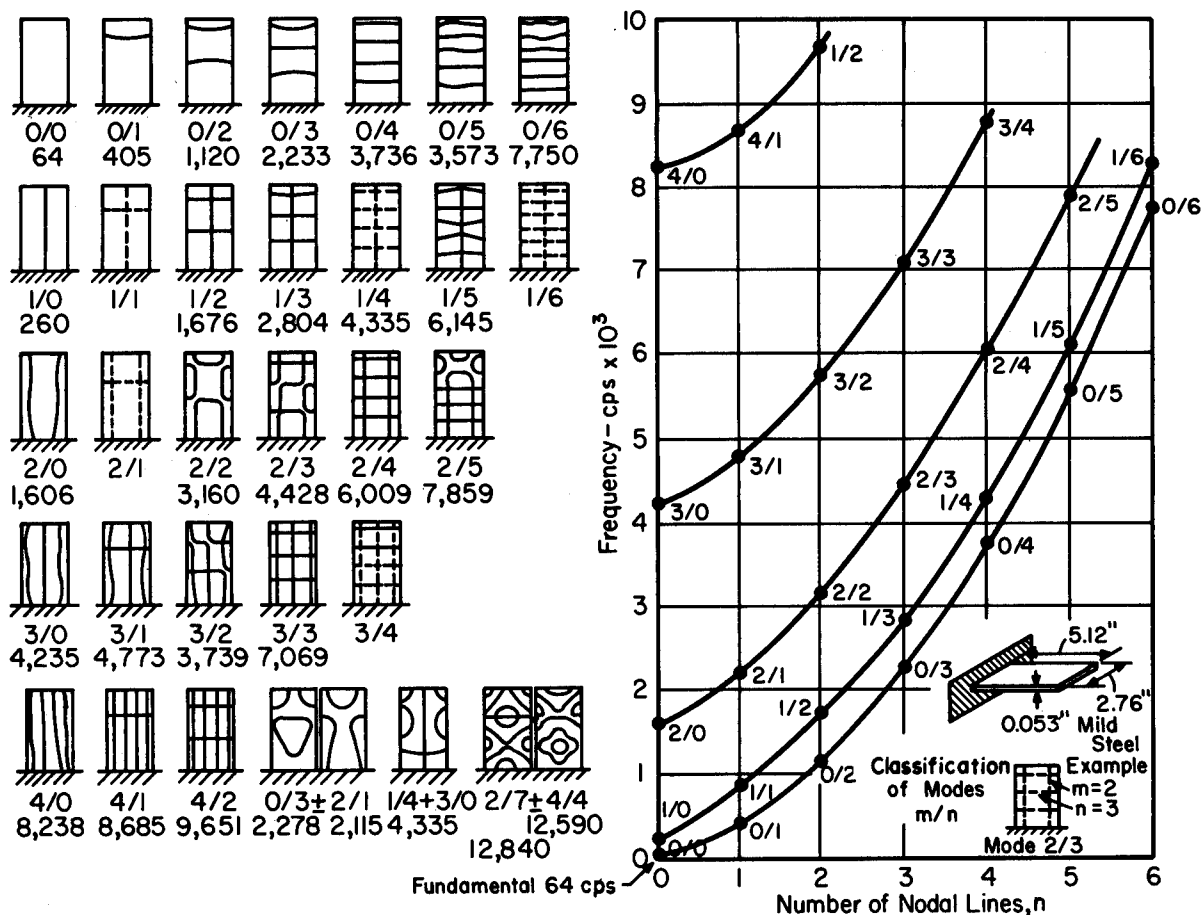 0/0 0/1 0/2 0/3 0/4 0/5 0/6
64 405 1,120 2,233 3,736 3,573 7,750
1/0 1/1 1/2 1/3 1/4 1/5 1/6
260 1,676 2,804 4,335 6,145
2/0 2/1 2/2 2/3 2/4 2/5
1,606 3,160 4,428 6,009 7,859
3/0 3/1 3/2 3/3 3/4
4,235 4,773 3,739 7,069
4/0 4/1 4/2 0/3 ± 2/1 1/4+3/0 2/7 ± 4/4
8,238 8,685 9,651 2,278 2,115 4,335 12,590
12,840
Frequency – cps x 10³
10
9
8
7
6
5
4
3
2
1
0
1/2
4/1
4/0
3/4
3/3
3/2
3/1
3/0
2/5
2/4
2/3
2/2
2/1
2/0
1/6
1/5
1/4
1/3
1/2
1/1
1/0
0/6
0/5
0/4
0/3
0/2
0/1
0/0
5.12"
2.76"
0.053"
Mild
Steel
Classification
of Modes
m/n
Example
m=2
n=3
Mode 2/3
Fundamental 64 cps
0 1 2 3 4 5 6
Number of Nodal Lines, n